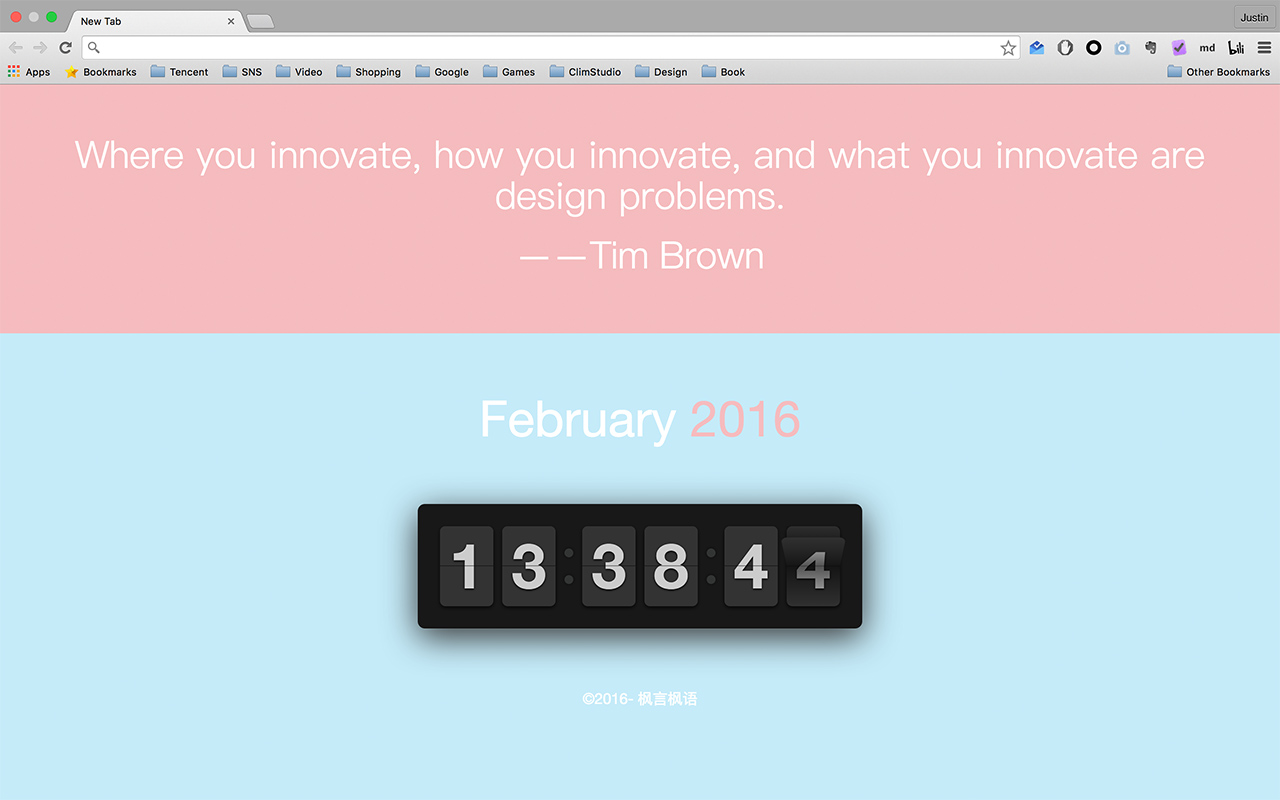 New Tab
Justin
md
bili
Apps Bookmarks Tencent SNS Video Shopping Google Games ClimStudio Design Book Other Bookmarks
Where you innovate, how you innovate, and what you innovate are
design problems.
——Tim Brown
February 2016
13:38:44
©2016- 枫言枫语